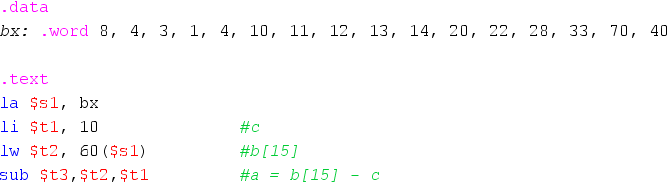 .data
bx: .word 8, 4, 3, 1, 4, 10, 11, 12, 13, 14, 20, 22, 28, 33, 70, 40
.text
la $s1, bx
li $t1, 10 #c
lw $t2, 60($s1) #b[15]
sub $t3,$t2,$t1 #a = b[15] - c